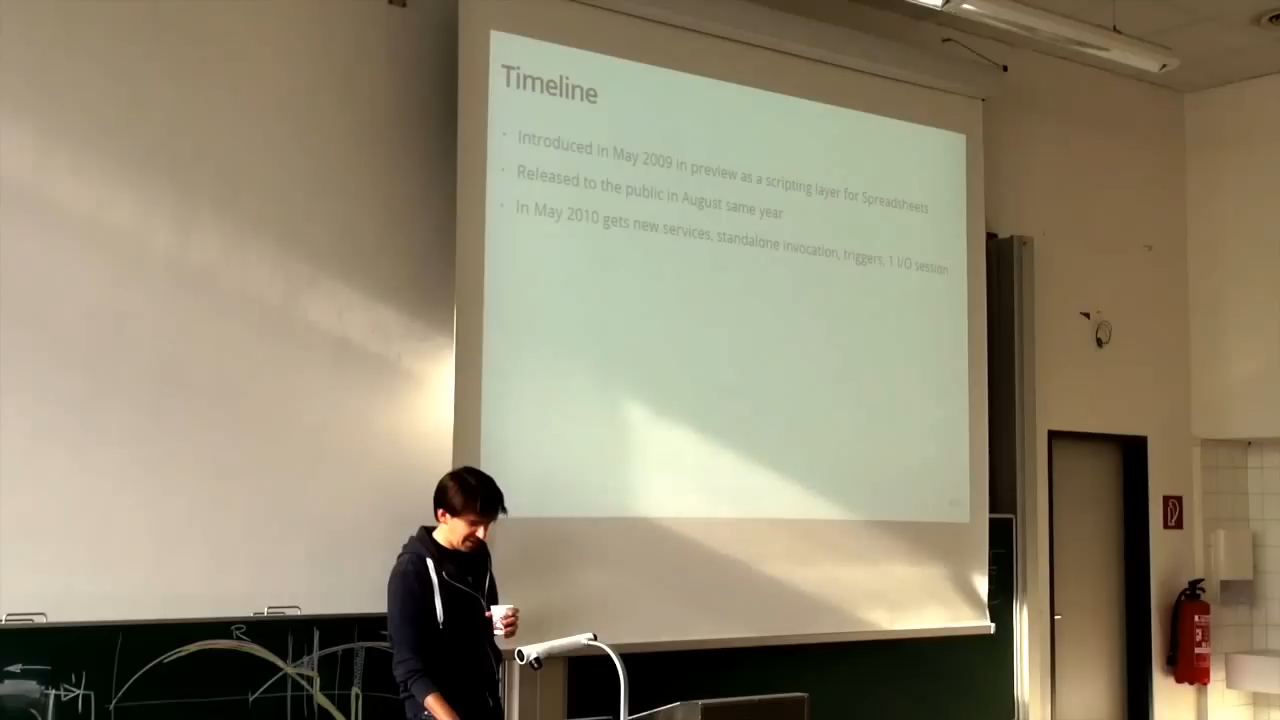 Timeline
Introduced in May 2009 in preview as a scripting layer for Spreadsheets
Released to the public in August same year
In May 2010 gets new services, standalone invocation, triggers, 1 I/O session
R